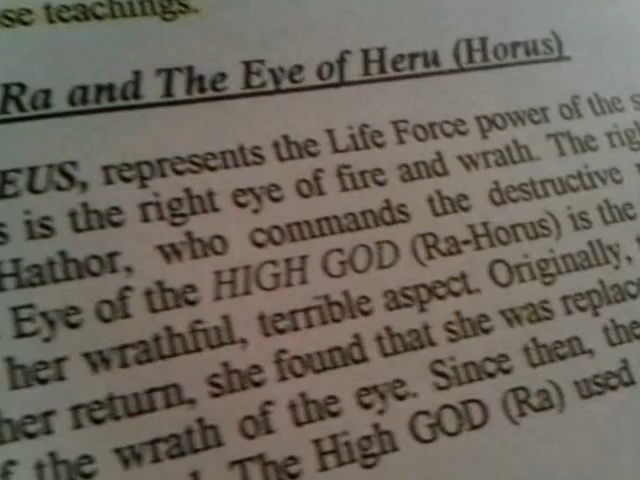 se teachings.
Ra and The Eye of Heru (Horus)
EUS, represents the Life Force power of the s
s is the right eye of fire and wrath. The rig
Hathor, who commands the destructive
Eye of the HIGH GOD (Ra-Horus) is the
her wrathful, terrible aspect. Originally,
her return, she found that she was replac
f the wrath of the eye. Since then, the
The High GOD (Ra) used